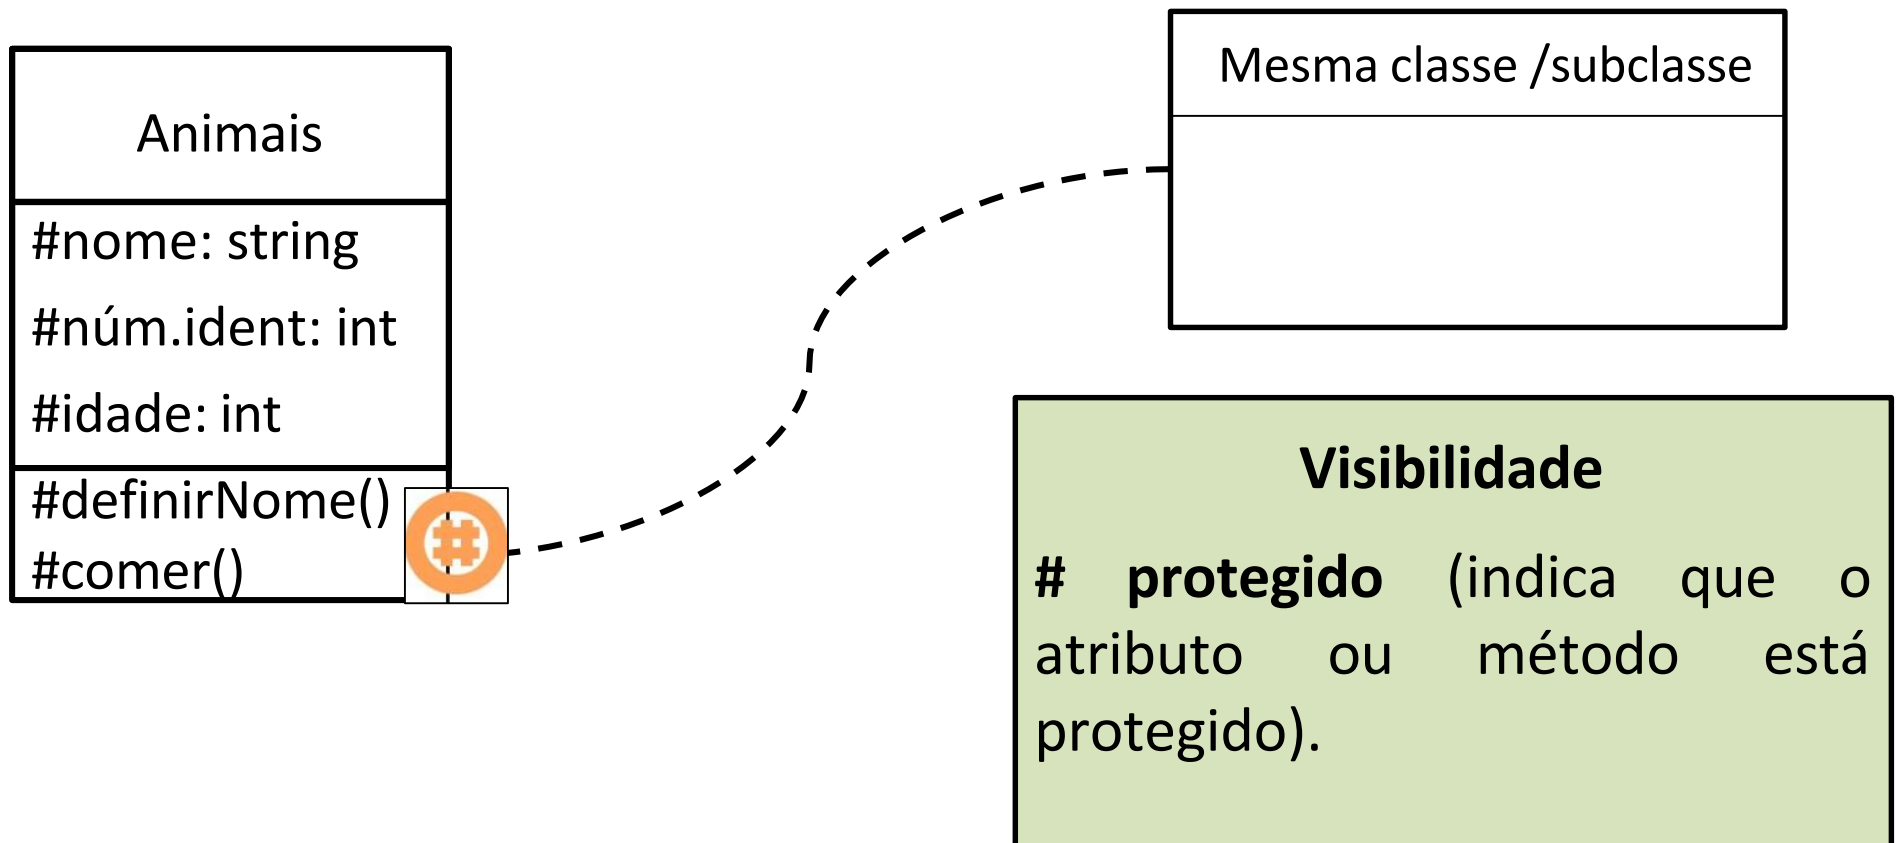 Animais
#nome: string
#núm.ident: int
#idade: int
#definirNome()
#comer()
#
Mesma classe /subclasse
Visibilidade
# protegido (indica que o
atributo ou método está
protegido).